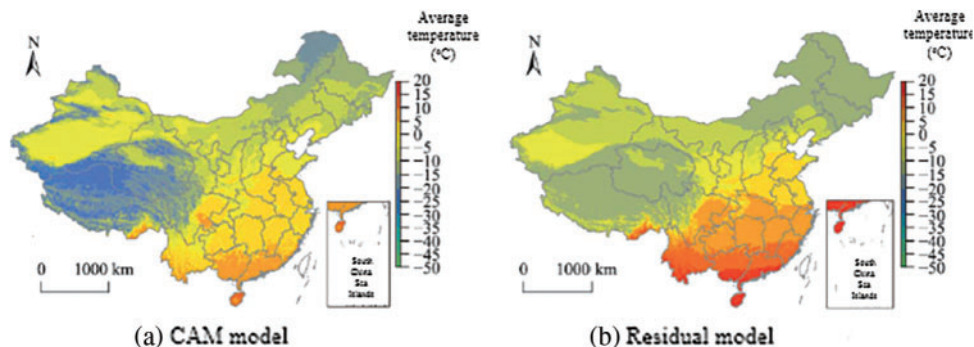 Average
temperature
(°C)
N
20
15
10
5
0
−5
−10
−15
−20
−25
−30
−35
−40
−45
−50
0 1000 km
South
China
Sea
Islands
(a) CAM model
Average
temperature
(°C)
N
20
15
10
5
0
−5
−10
−15
−20
−25
−30
−35
−40
−45
−50
0 1000 km
South
China
Sea
Islands
(b) Residual model